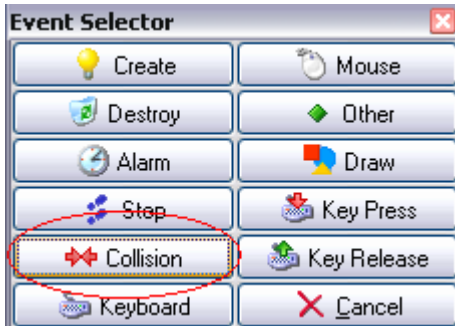 Event Selector
Create
Mouse
Destroy
Other
Alarm
Draw
Step
Key Press
Collision
Key Release
Keyboard
Cancel